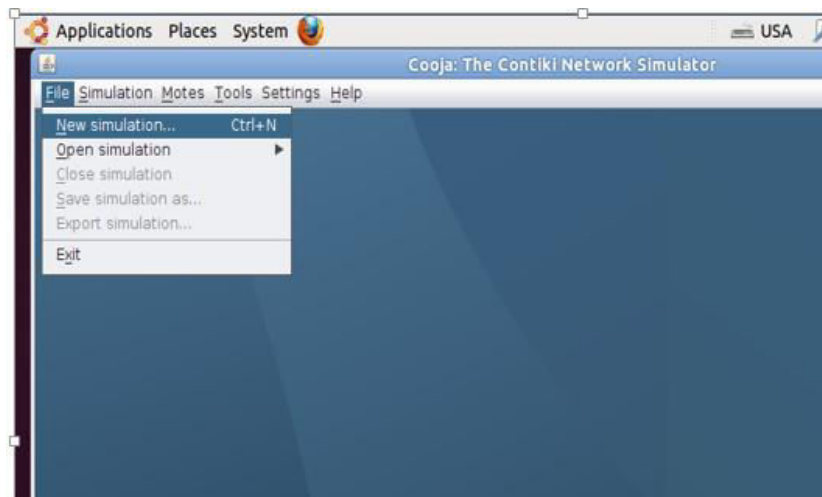 Applications Places System USA
Cooja: The Contiki Network Simulator
File Simulation Motes Tools Settings Help
New simulation... Ctrl+N
Open simulation
Close simulation
Save simulation as...
Export simulation...
Exit